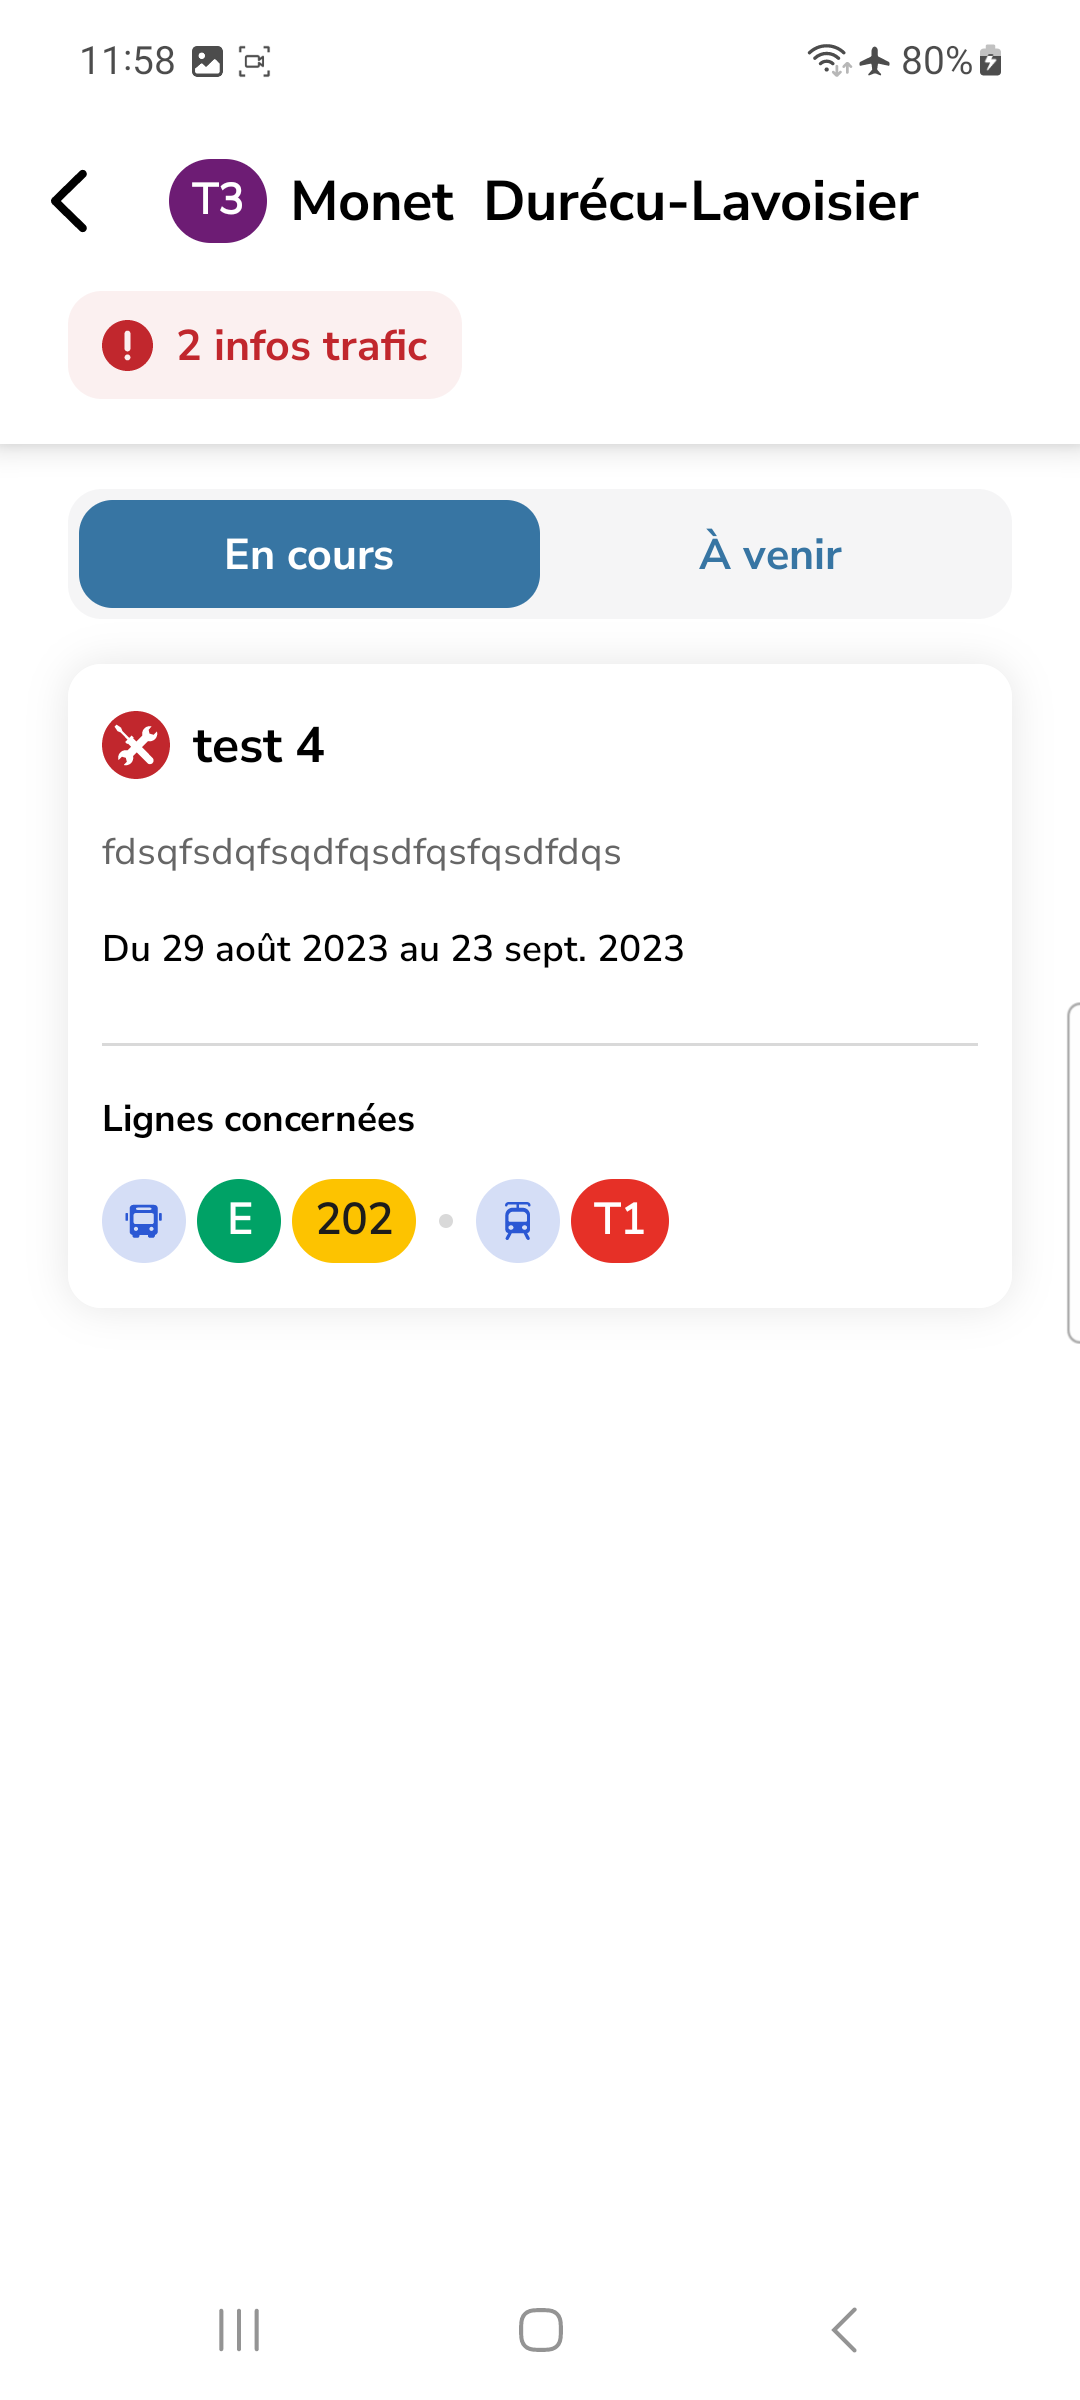 11:58 80%
T3 Monet Durécu-Lavoisier
2 infos trafic
En cours À venir
test 4
fdsqfsdqfsqdfqsdfqsfqsdfdqs
Du 29 août 2023 au 23 sept. 2023
Lignes concernées
E 202 T1